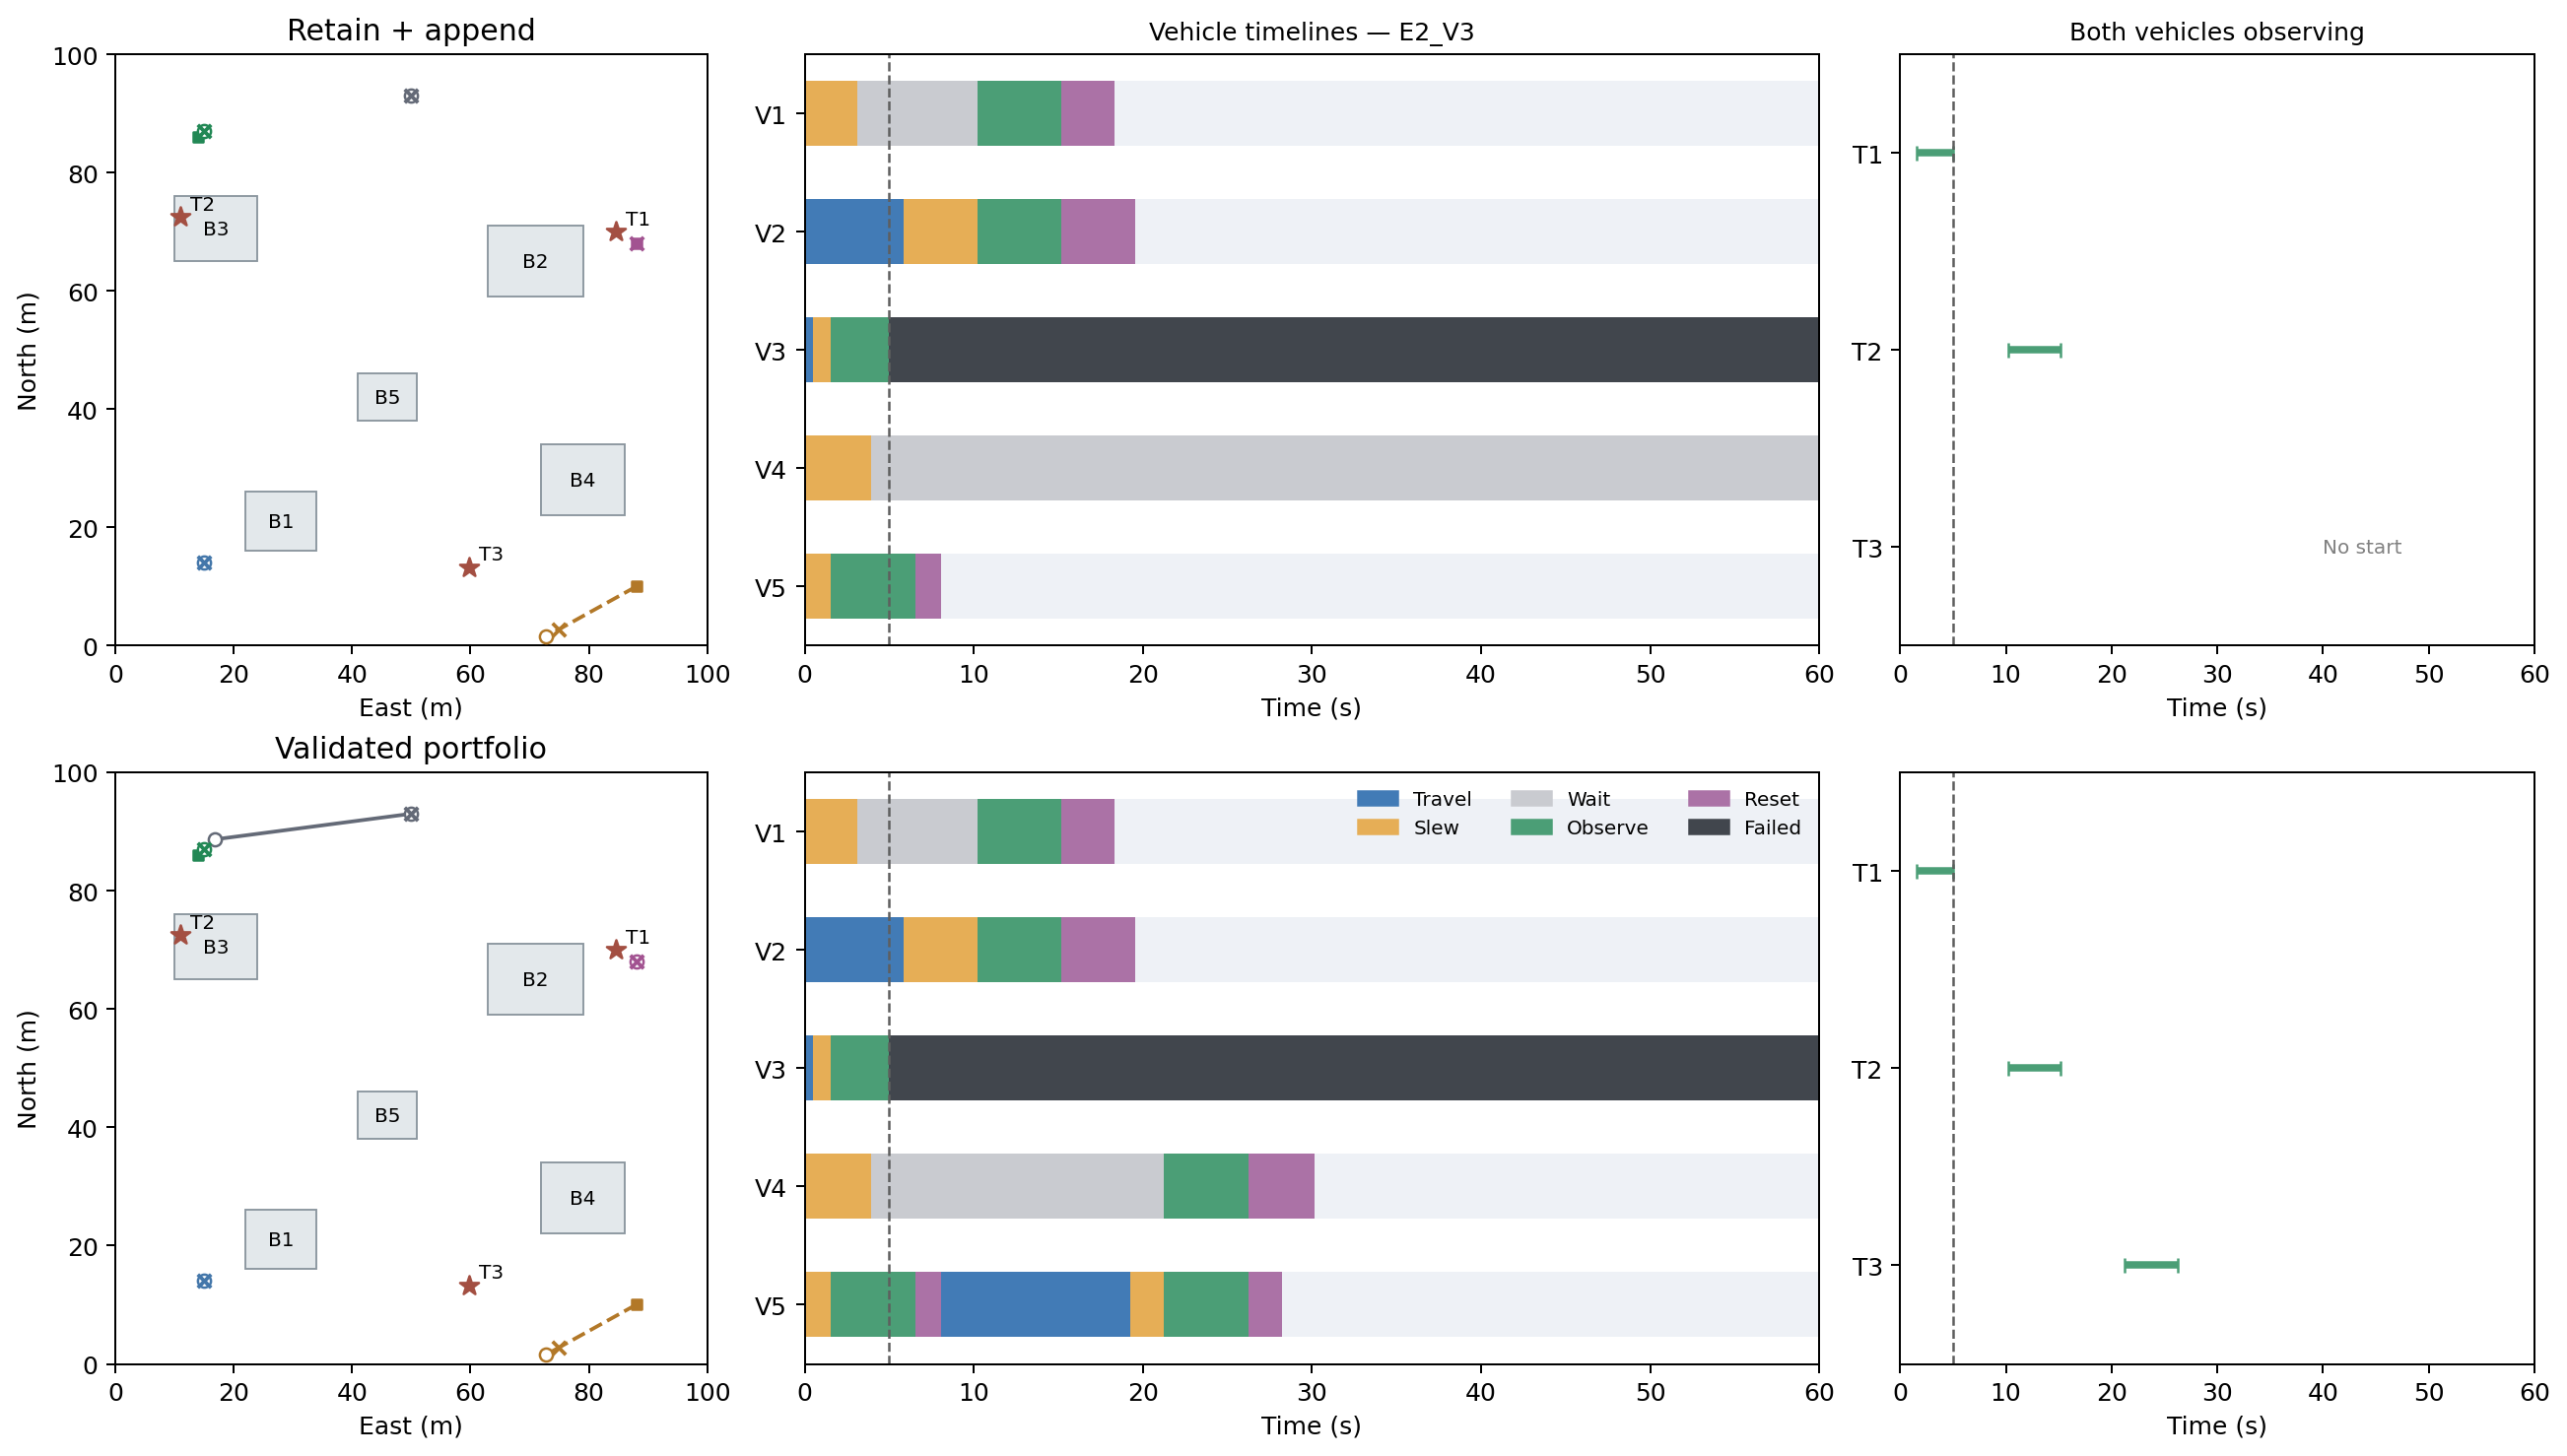 Retain + append
Vehicle timelines — E2_V3
Both vehicles observing
100
80
60
40
20
0
North (m)
T2
B3
T1
B2
B5
B4
B1
T3
0 20 40 60 80 100
East (m)
V1
V2
V3
V4
V5
0 10 20 30 40 50 60
Time (s)
T1
T2
T3
No start
0 10 20 30 40 50 60
Time (s)
Validated portfolio
100
80
60
40
20
0
North (m)
T2
B3
T1
B2
B5
B4
B1
T3
0 20 40 60 80 100
East (m)
Travel Wait Reset
Slew Observe Failed
V1
V2
V3
V4
V5
0 10 20 30 40 50 60
Time (s)
T1
T2
T3
0 10 20 30 40 50 60
Time (s)